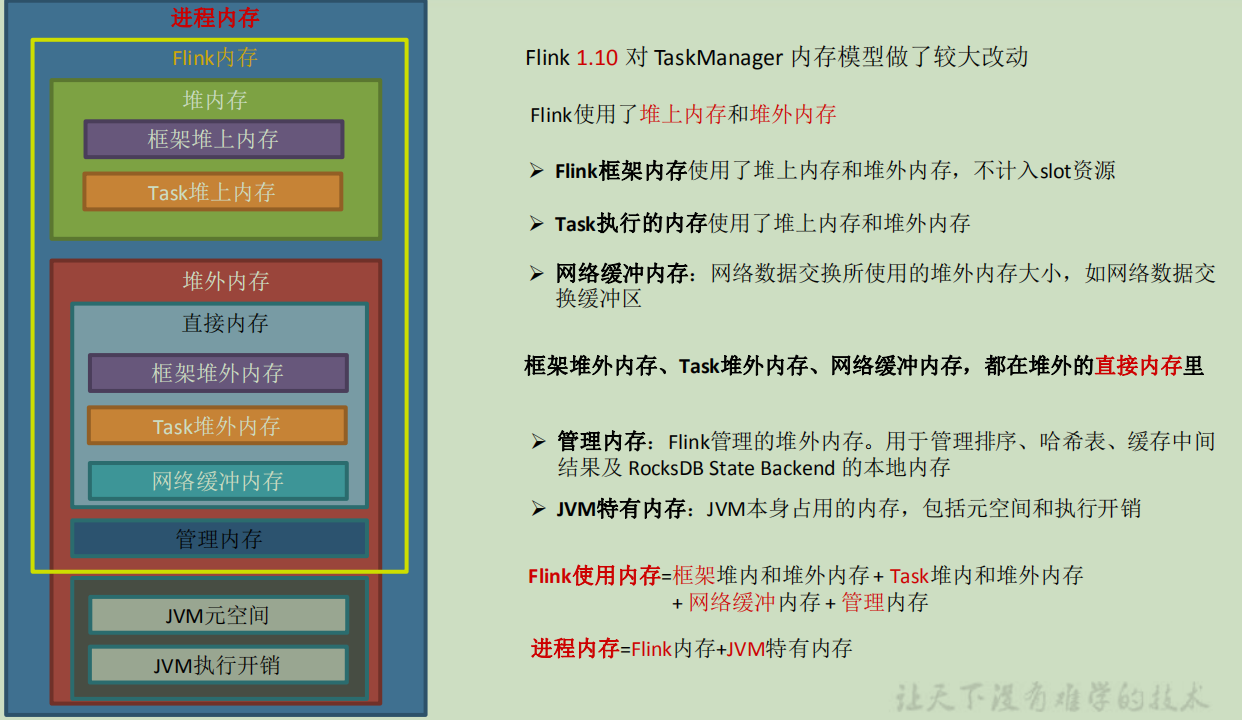 进程内存
Flink内存
堆内存
框架堆上内存
Task堆上内存
堆外内存
直接内存
框架堆外内存
Task堆外内存
网络缓冲内存
管理内存
JVM元空间
JVM执行开销
Flink 1.10 对 TaskManager 内存模型做了较大改动
Flink使用了堆上内存和堆外内存
➢ Flink框架内存使用了堆上内存和堆外内存，不计入slot资源
➢ Task执行的内存使用了堆上内存和堆外内存
➢ 网络缓冲内存：网络数据交换所使用的堆外内存大小，如网络数据交
换缓冲区
框架堆外内存、Task堆外内存、网络缓冲内存，都在堆外的直接内存里
➢ 管理内存：Flink管理的堆外内存。用于管理排序、哈希表、缓存中间
结果及 RocksDB State Backend 的本地内存
➢ JVM特有内存：JVM本身占用的内存，包括元空间和执行开销
Flink使用内存=框架堆内和堆外内存 + Task堆内和堆外内存
+ 网络缓冲内存 + 管理内存
进程内存=Flink内存+JVM特有内存
让天下没有难学的技术